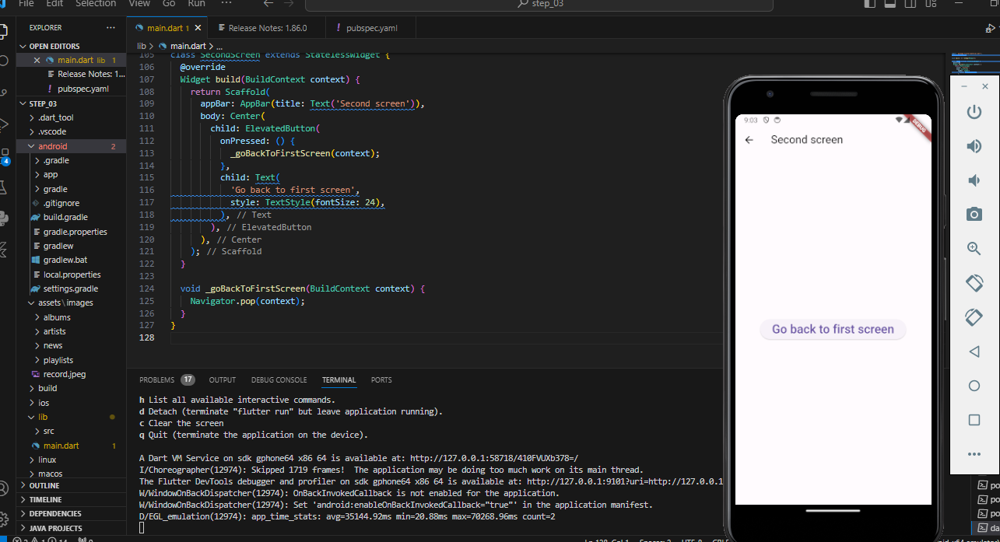 File Edit Selection View Go Run ... step_03
EXPLORER ...
OPEN EDITORS
main.dart lib 1
Release Notes: 1...
pubspec.yaml
STEP_03
.dart_tool
.vscode
android 2
.gradle
app
gradle
.gitignore
build.gradle
gradle.properties
gradlew
gradlew.bat
local.properties
settings.gradle
assets\images
albums
artists
news
playlists
record.jpeg
build
ios
lib
src
main.dart 1
linux
macos
OUTLINE
TIMELINE
DEPENDENCIES
JAVA PROJECTS
4
main.dart 1 Release Notes: 1.86.0 pubspec.yaml
lib > main.dart > ...
105 class SecondScreen extends StatelessWidget {
106 @override
107 Widget build(BuildContext context) {
108 return Scaffold(
109 appBar: AppBar(title: Text('Second screen')),
110 body: Center(
111 child: ElevatedButton(
112 onPressed: () {
113 _goBackToFirstScreen(context);
114 },
115 child: Text(
116 'Go back to first screen',
117 style: TextStyle(fontSize: 24),
118 ), // Text
119 ), // ElevatedButton
120 ), // Center
121 ); // Scaffold
122 }
123
124 void _goBackToFirstScreen(BuildContext context) {
125 Navigator.pop(context);
126 }
127 }
128
PROBLEMS 17 OUTPUT DEBUG CONSOLE TERMINAL PORTS
h List all available interactive commands.
d Detach (terminate "flutter run" but leave application running).
c Clear the screen
q Quit (terminate the application on the device).
A Dart VM Service on sdk gphone64 x86 64 is available at: http://127.0.0.1:58718/410FVUXb378=/
I/Choreographer(12974): Skipped 1719 frames! The application may be doing too much work on its main thread.
The Flutter DevTools debugger and profiler on sdk gphone64 x86 64 is available at: http://127.0.0.1:9101?uri=http://127.0.0.1
W/WindowOnBackDispatcher(12974): OnBackInvokedCallback is not enabled for the application.
W/WindowOnBackDispatcher(12974): Set 'android:enableOnBackInvokedCallback="true"' in the application manifest.
D/EGL_emulation(12974): app_time_stats: avg=35144.92ms min=20.88ms max=70268.96ms count=2
9:03
DEBUG
Second screen
Go back to first screen
po
po
po
da